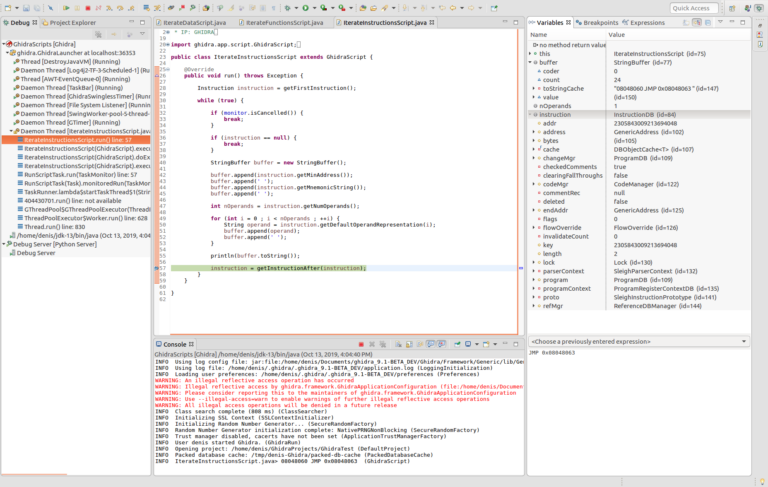 Quick Access
Debug
Project Explorer
GhidraScripts [Ghidra]
ghidra.GhidraLauncher at localhost:36353
Thread [DestroyJavaVM] (Running)
Daemon Thread [Log4j2-TF-3-Scheduled-1] (Running)
Thread [AWT-EventQueue-0] (Running)
Daemon Thread [TaskBar] (Running)
Daemon Thread [GhidraSwinglessTimer] (Running)
Daemon Thread [File System Listener] (Running)
Daemon Thread [SwingWorker-pool-5-thread-
Daemon Thread [GTimer] (Running)
Daemon Thread [IterateInstructionsScript.java>
IterateInstructionsScript.run() line: 57
IterateInstructionsScript(GhidraScript).execu
IterateInstructionsScript(GhidraScript).doEx
IterateInstructionsScript(GhidraScript).execu
RunScriptTask.run(TaskMonitor) line: 57
RunScriptTask(Task).monitoredRun(TaskMo
TaskRunner.lambda$startTaskThread$1(Strin
404430701.run() line: not available
GThreadPool$GThreadPoolExecutor(Thread
ThreadPoolExecutor$Worker.run() line: 628
Thread.run() line: 830
/home/denis/jdk-13/bin/java (Oct 13, 2019, 4:04
Debug Server [Python Server]
Debug Server
IterateDataScript.java
IterateFunctionsScript.java
IterateInstructionsScript.java
* IP: GHIDRA
import ghidra.app.script.GhidraScript;
public class IterateInstructionsScript extends GhidraScript {
@Override
public void run() throws Exception {
Instruction instruction = getFirstInstruction();
while (true) {
if (monitor.isCancelled()) {
break;
}
if (instruction == null) {
break;
}
StringBuffer buffer = new StringBuffer();
buffer.append(instruction.getMinAddress());
buffer.append(' ');
buffer.append(instruction.getMnemonicString());
buffer.append(' ');
int nOperands = instruction.getNumOperands();
for (int i = 0 ; i < nOperands ; ++i) {
String operand = instruction.getDefaultOperandRepresentation(i);
buffer.append(operand);
buffer.append(' ');
}
println(buffer.toString());
instruction = getInstructionAfter(instruction);
}
}
}
Console
GhidraScripts [Ghidra] /home/denis/jdk-13/bin/java (Oct 13, 2019, 4:04:40 PM)
INFO Using log config file: jar:file:/home/denis/Documents/ghidra_9.1-BETA_DEV/Ghidra/Framework/Generic/lib/Ge
INFO Using log file: /home/denis/.ghidra/.ghidra_9.1-BETA_DEV/application.log (LoggingInitialization)
INFO Loading user preferences: /home/denis/.ghidra/.ghidra_9.1-BETA_DEV/preferences (Preferences)
WARNING: An illegal reflective access operation has occurred
WARNING: Illegal reflective access by ghidra.framework.GhidraApplicationConfiguration (file:/home/denis/Documen
WARNING: Please consider reporting this to the maintainers of ghidra.framework.GhidraApplicationConfiguration
WARNING: Use --illegal-access=warn to enable warnings of further illegal reflective access operations
WARNING: All illegal access operations will be denied in a future release
INFO Class search complete (808 ms) (ClassSearcher)
INFO Initializing SSL Context (SSLContextInitializer)
INFO Initializing Random Number Generator... (SecureRandomFactory)
INFO Random Number Generator initialization complete: NativePRNGNonBlocking (SecureRandomFactory)
INFO Trust manager disabled, cacerts have not been set (ApplicationTrustManagerFactory)
INFO User denis started Ghidra. (GhidraRun)
INFO Opening project: /home/denis/GhidraProjects/GhidraTest (DefaultProject)
INFO Packed database cache: /tmp/denis-Ghidra/packed-db-cache (PackedDatabaseCache)
INFO IterateInstructionsScript.java> 08048060 JMP 0x08048063 (GhidraScript)
Variables
Breakpoints
Expressions
Name Value
no method return value
this IterateInstructionsScript (id=75)
buffer StringBuffer (id=77)
coder 0
count 24
toStringCache "08048060 JMP 0x08048063 " (id=147)
value (id=150)
nOperands 1
instruction InstructionDB (id=84)
addr 2305843009213694048
address GenericAddress (id=102)
bytes (id=105)
cache DBObjectCache<T> (id=107)
changeMgr ProgramDB (id=109)
checkedComments true
clearingFallThroughs false
codeMgr CodeManager (id=122)
commentRec null
deleted false
endAddr GenericAddress (id=125)
flags 0
flowOverride FlowOverride (id=126)
invalidateCount 0
key 2305843009213694048
length 2
lock Lock (id=130)
parserContext SleighParserContext (id=132)
program ProgramDB (id=109)
programContext ProgramRegisterContextDB (id=135)
proto SleighInstructionPrototype (id=141)
refMgr ReferenceDBManager (id=144)
<Choose a previously entered expression>
JMP 0x08048063